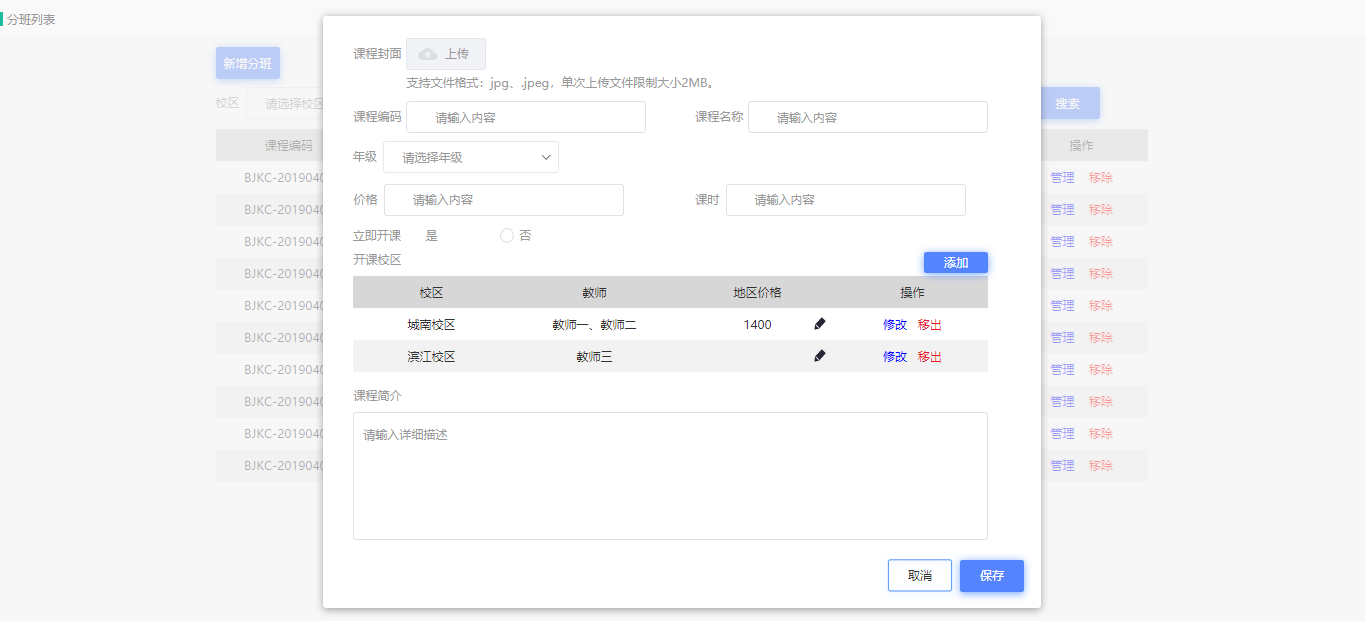 分班列表
新增分班
校区 请选择校区
搜索
课程编码 操作
BJKC-201904 管理 移除
BJKC-201904 管理 移除
BJKC-201904 管理 移除
BJKC-201904 管理 移除
BJKC-201904 管理 移除
BJKC-201904 管理 移除
BJKC-201904 管理 移除
BJKC-201904 管理 移除
BJKC-201904 管理 移除
BJKC-201904 管理 移除
课程封面 上传
支持文件格式：jpg、.jpeg，单次上传文件限制大小2MB。
课程编码 请输入内容 课程名称 请输入内容
年级 请选择年级
价格 请输入内容 课时 请输入内容
立即开课 是 否
开课校区 添加
校区 教师 地区价格 操作
城南校区 教师一、教师二 1400 修改 移出
滨江校区 教师三 修改 移出
课程简介
请输入详细描述
取消 保存